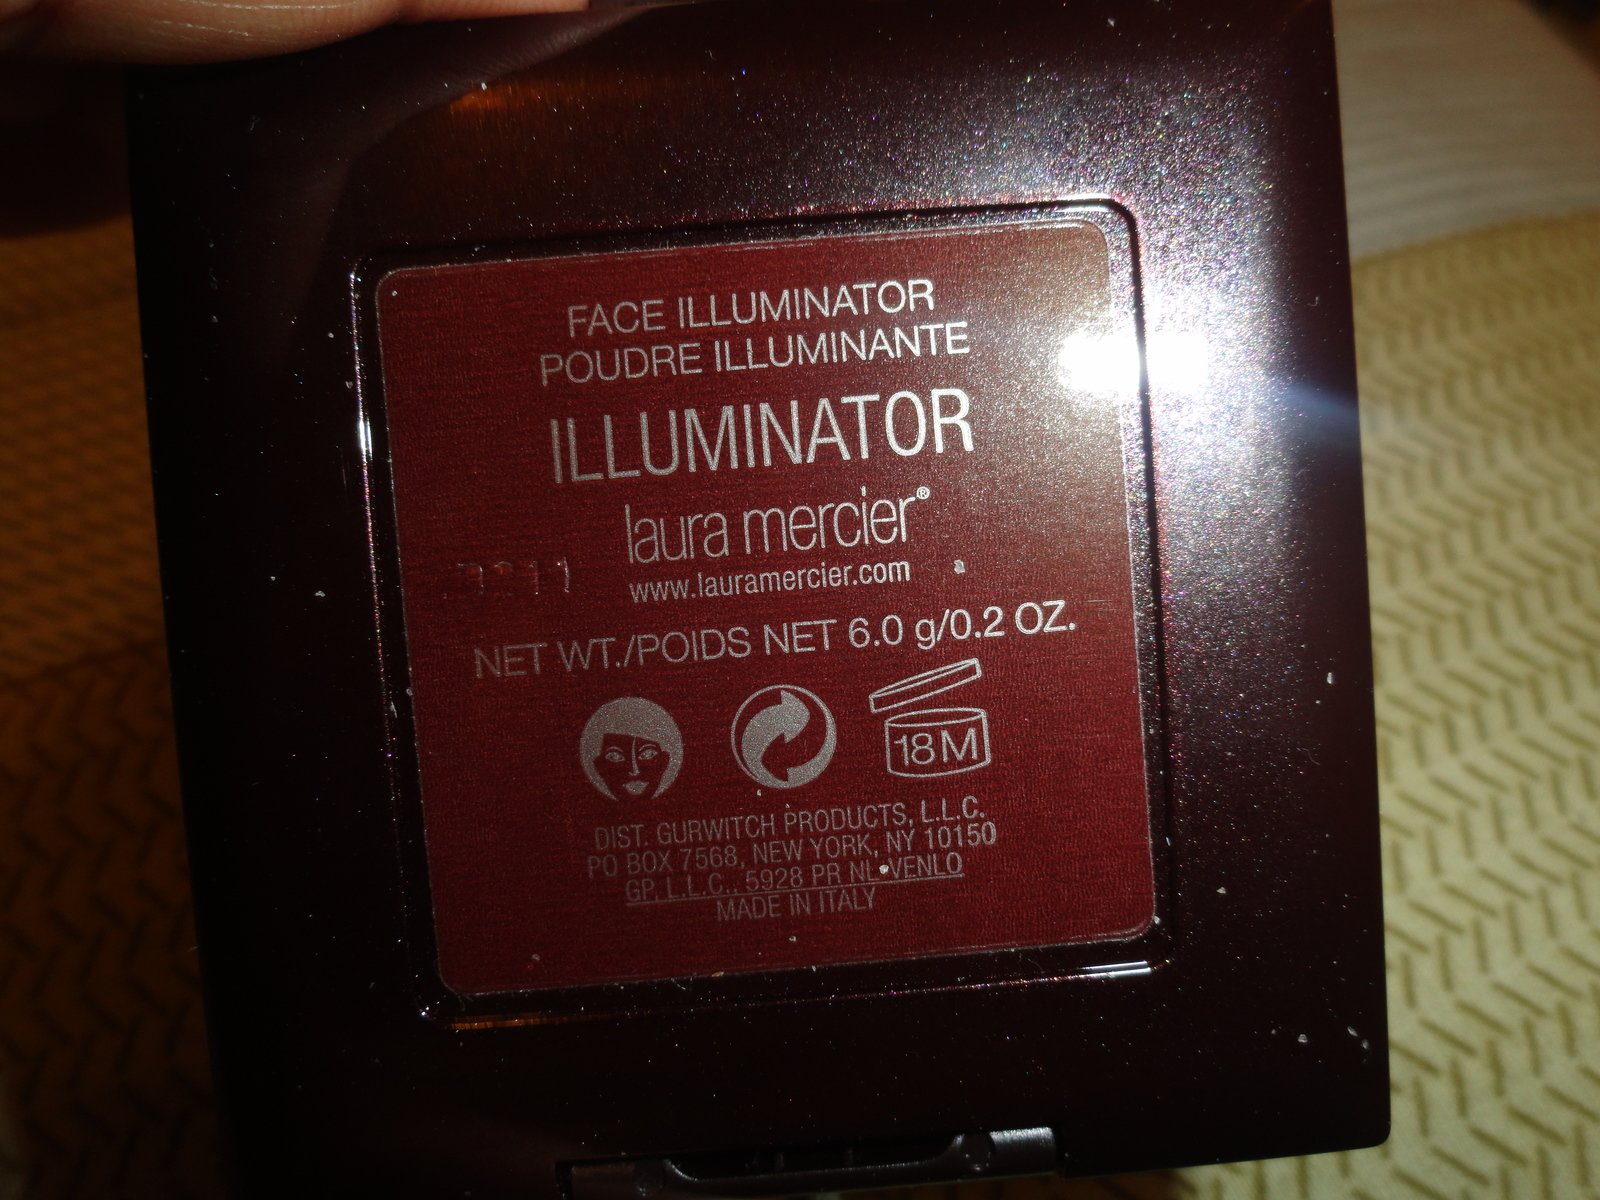 FACE ILLUMINATOR
POUDRE ILLUMINANTE
ILLUMINATOR
laura mercier®
www.lauramercier.com
NET WT./POIDS NET 6.0 g/0.2 OZ.
18M
DIST. GURWITCH PRODUCTS, L.L.C.
PO BOX 7568, NEW YORK, NY 10150
GP, L.L.C., 5928 PR NL-VENLO
MADE IN ITALY